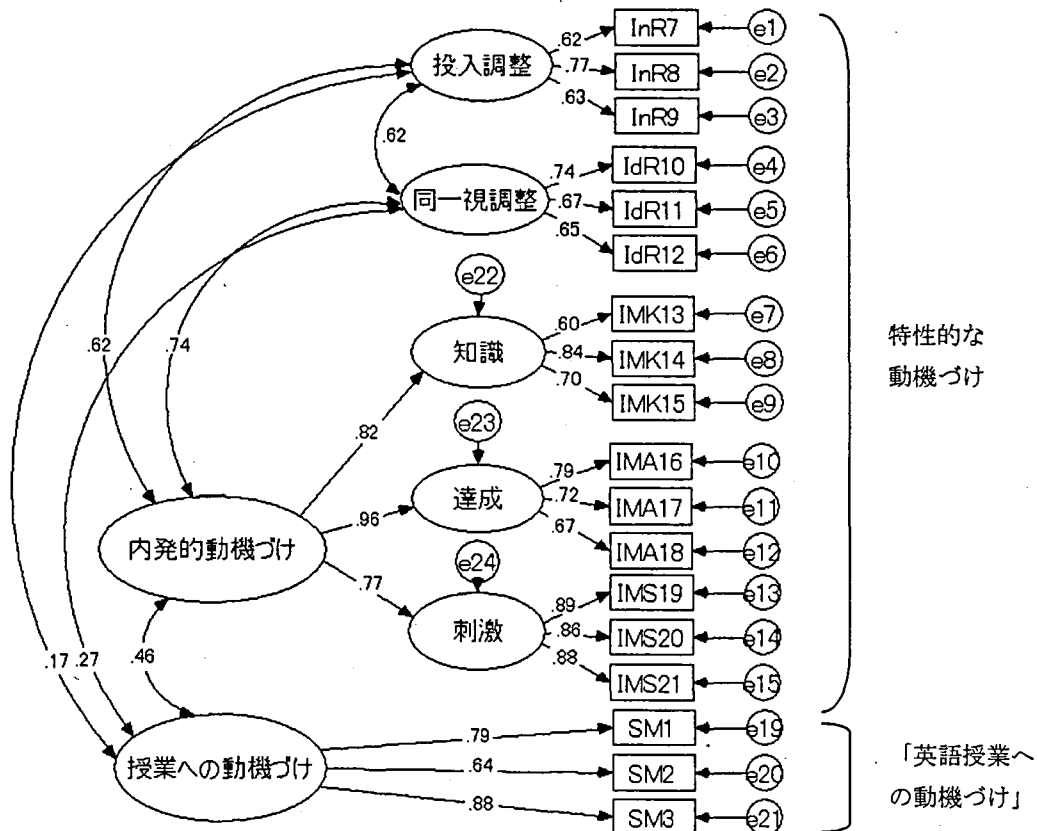 投入調整
.62
.77
.63
InR7
InR8
InR9
e1
e2
e3
.62
同一視調整
.74
.67
.65
IdR10
IdR11
IdR12
e4
e5
e6
e22
知識
.60
.84
.70
IMK13
IMK14
IMK15
e7
e8
e9
.62
.74
.82
e23
達成
.79
.72
.67
IMA16
IMA17
IMA18
e10
e11
e12
内発的動機づけ
.96
.77
e24
刺激
.89
.86
.88
IMS19
IMS20
IMS21
e13
e14
e15
.17
.27
.46
授業への動機づけ
.79
.64
.88
SM1
SM2
SM3
e19
e20
e21
特性的な
動機づけ
「英語授業へ
の動機づけ」